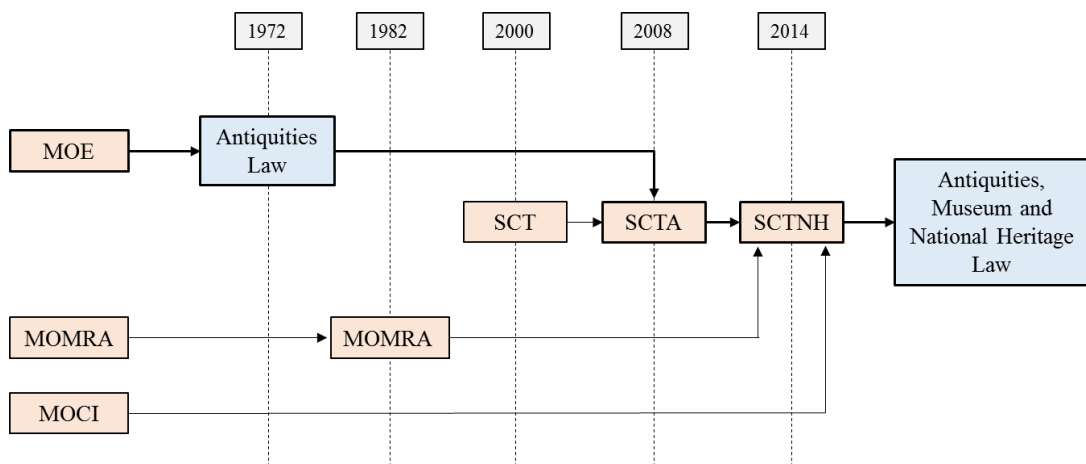 1972
1982
2000
2008
2014
MOE
Antiquities
Law
SCT
SCTA
SCTNH
Antiquities,
Museum and
National Heritage
Law
MOMRA
MOMRA
MOCI